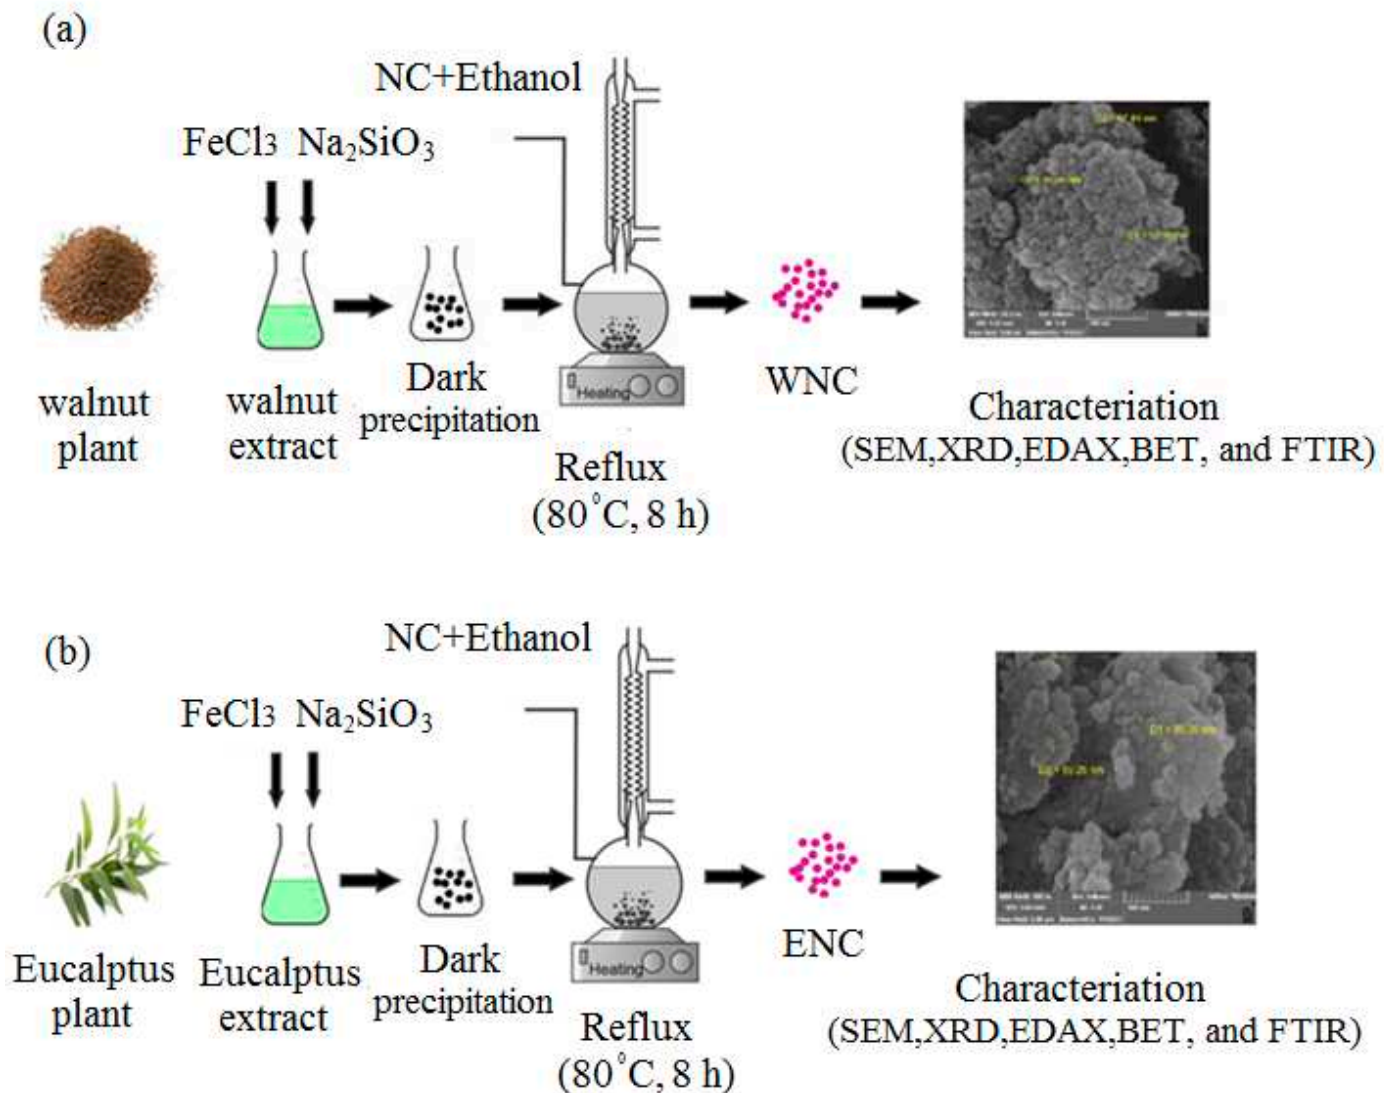 (a)
NC+Ethanol
FeCl3 Na₂SiO₃
walnut
plant
walnut
extract
Dark
precipitation
Heating
Reflux
(80°C, 8 h)
WNC
Characteriation
(SEM,XRD,EDAX,BET, and FTIR)
(b)
NC+Ethanol
FeCl3 Na₂SiO₃
Eucalptus
plant
Eucalptus
extract
Dark
precipitation
Heating
Reflux
(80°C, 8 h)
ENC
Characteriation
(SEM,XRD,EDAX,BET, and FTIR)